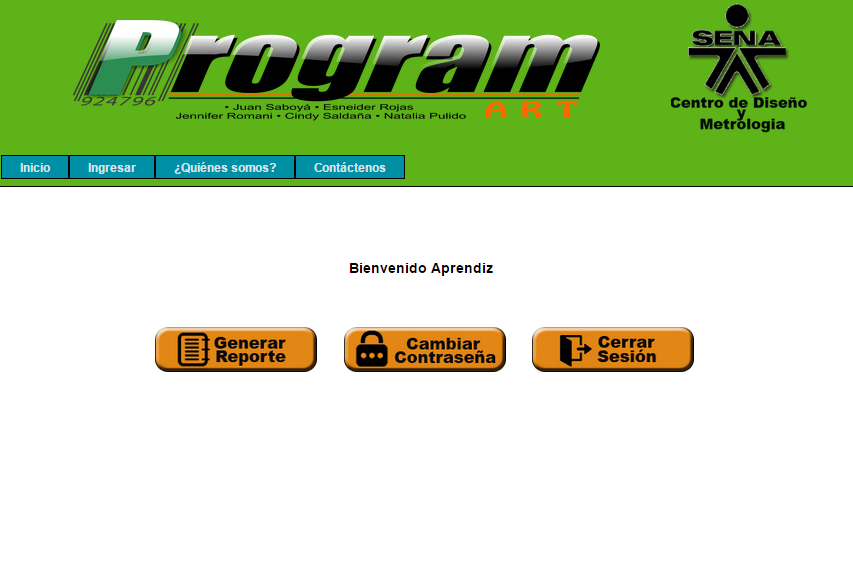 Program
924796
• Juan Saboyá • Esneider Rojas
Jennifer Romani • Cindy Saldaña • Natalia Pulido
ART
SENA
Centro de Diseño
y
Metrologia
Inicio
Ingresar
¿Quiénes somos?
Contáctenos
Bienvenido Aprendiz
Generar
Reporte
Cambiar
Contraseña
Cerrar
Sesión